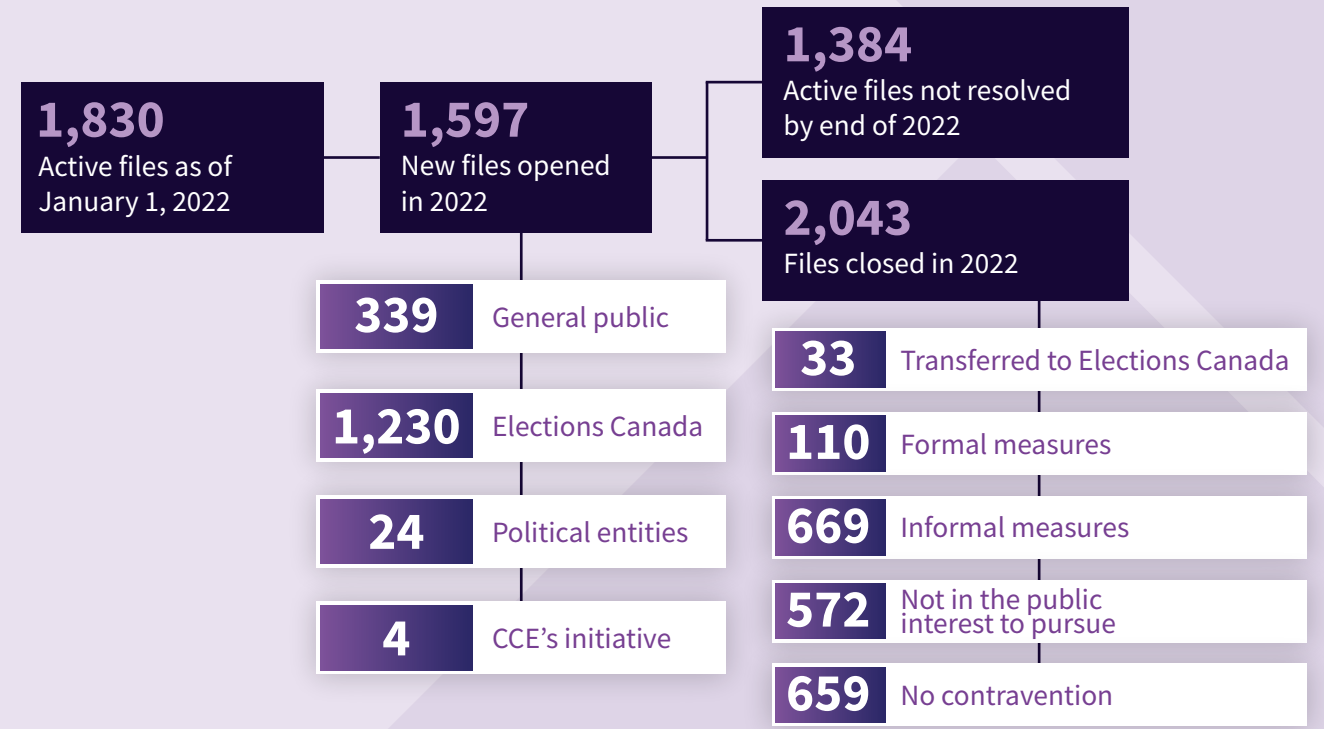 1,830
Active files as of
January 1, 2022
1,597
New files opened
in 2022
339
General public
1,230
Elections Canada
24
Political entities
4
CCE’s initiative
1,384
Active files not resolved
by end of 2022
2,043
Files closed in 2022
33
Transferred to Elections Canada
110
Formal measures
669
Informal measures
572
Not in the public
interest to pursue
659
No contravention